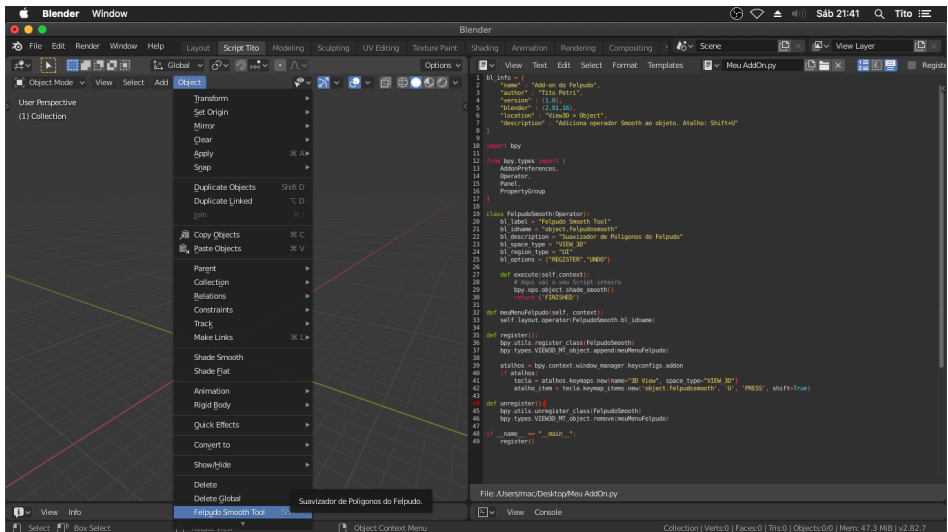 Blender Window Sáb 21:41 Tito
Blender
File Edit Render Window Help Layout Script Tito Modeling Sculpting UV Editing Texture Paint Shading Animation Rendering Compositing Scene View Layer
Global Options View Text Edit Select Format Templates Meu AddOn.py Registe
Object Mode View Select Add Object
User Perspective
(1) Collection
Transform
Set Origin
Mirror
Clear
Apply ⌘ A
Snap
Duplicate Objects Shift D
Duplicate Linked ⌥ D
Join ⌘ J
Copy Objects ⌘ C
Paste Objects ⌘ V
Parent
Collection
Relations
Constraints
Track
Make Links ⌘ L
Shade Smooth
Shade Flat
Animation
Rigid Body
Quick Effects
Convert to
Show/Hide
Delete
Delete Global
Felpudo Smooth Tool
Suavizador de Poligonos do Felpudo.
1 bl_info = {
2 "name" : "Add-on do Felpudo",
3 "author" : "Tito Petri",
4 "version" : (1,0),
5 "blender" : (2,81,16),
6 "location" : "View3D > Object",
7 "description" : "Adiciona operador Smooth ao objeto. Atalho: Shift+U"
8 }
9
10 import bpy
11
12 from bpy.types import (
13 AddonPreferences,
14 Operator,
15 Panel,
16 PropertyGroup
17 )
18
19 class FelpudoSmooth(Operator):
20 bl_label = "Felpudo Smooth Tool"
21 bl_idname = "object.felpudosmooth"
22 bl_description = "Suavizador de Poligonos do Felpudo"
23 bl_space_type = "VIEW_3D"
24 bl_region_type = "UI"
25 bl_options = {"REGISTER","UNDO"}
26
27 def execute(self,context):
28 # Aqui vai o seu Script inteiro
29 bpy.ops.object.shade_smooth()
30 return {'FINISHED'}
31
32 def meuMenuFelpudo(self, context):
33 self.layout.operator(FelpudoSmooth.bl_idname)
34
35 def register():
36 bpy.utils.register_class(FelpudoSmooth)
37 bpy.types.VIEW3D_MT_object.append(meuMenuFelpudo)
38
39 atalhos = bpy.context.window_manager.keyconfigs.addon
40 if atalhos:
41 tecla = atalhos.keymaps.new(name="3D View", space_type="VIEW_3D")
42 atalho_item = tecla.keymap_items.new('object.felpudosmooth', 'U', 'PRESS', shift=True)
43
44 def unregister():
45 bpy.utils.unregister_class(FelpudoSmooth)
46 bpy.types.VIEW3D_MT_object.remove(meuMenuFelpudo)
47
48 if __name__ == "__main__":
49 register()
File: /Users/mac/Desktop/Meu AddOn.py
View Info
View Console
Select Box Select Rotate View Object Context Menu Collection | Verts:0 | Faces:0 | Tris:0 | Objects:0/0 | Mem: 47.3 MiB | v2.82.7